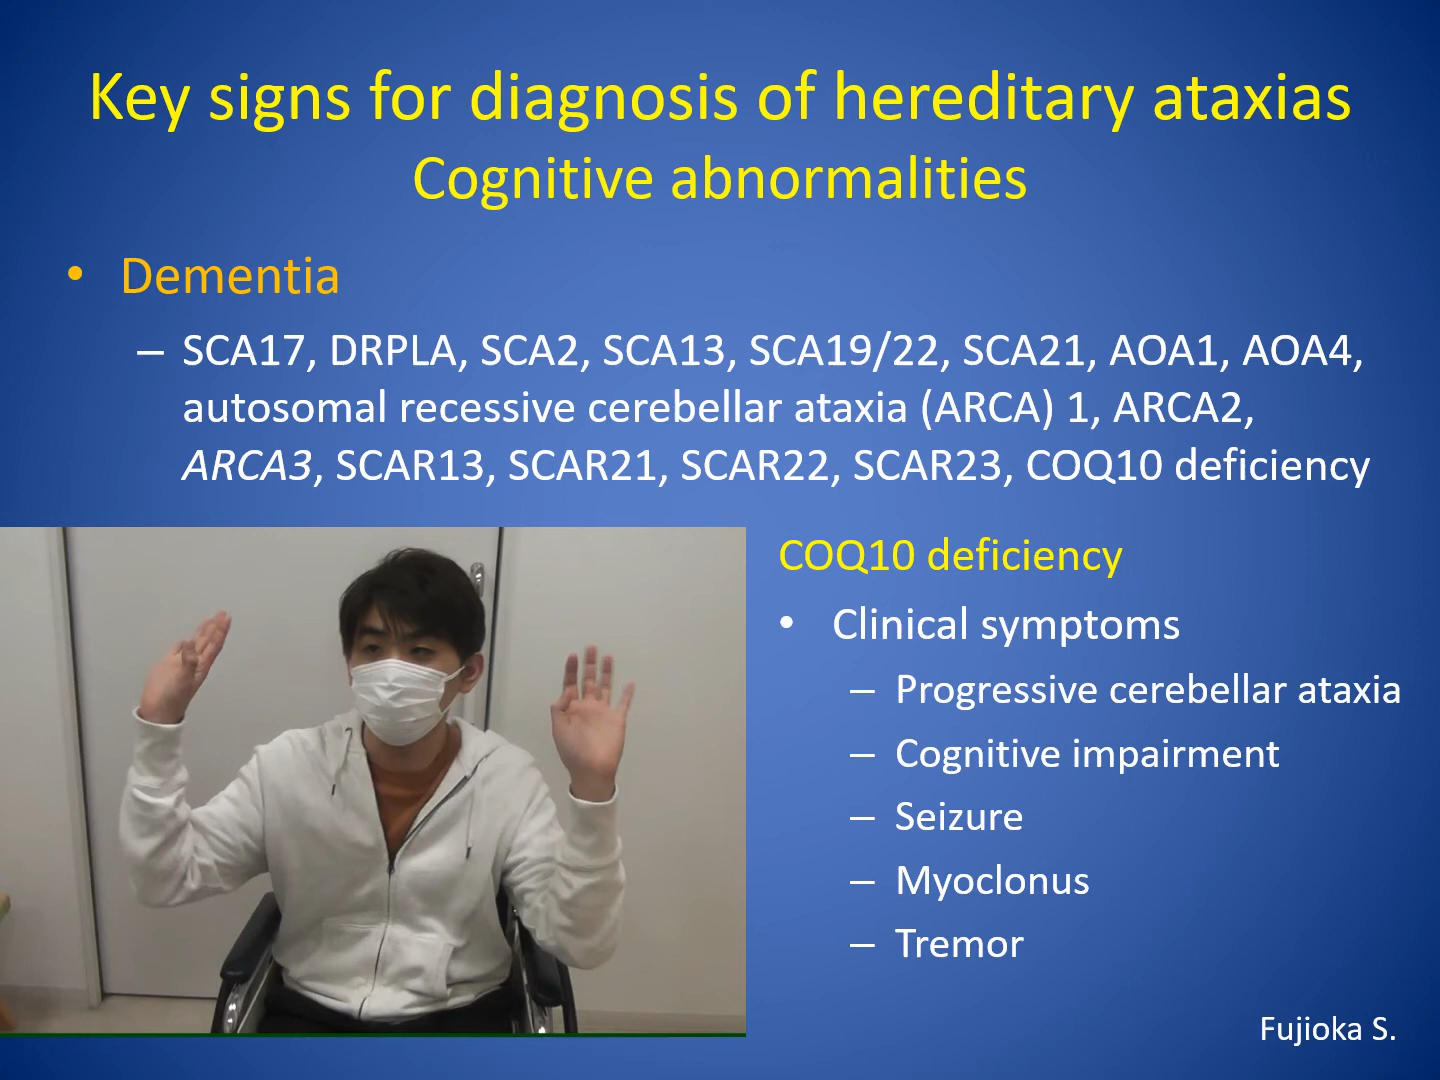 Key signs for diagnosis of hereditary ataxias
Cognitive abnormalities
• Dementia
– SCA17, DRPLA, SCA2, SCA13, SCA19/22, SCA21, AOA1, AOA4,
autosomal recessive cerebellar ataxia (ARCA) 1, ARCA2,
ARCA3, SCAR13, SCAR21, SCAR22, SCAR23, COQ10 deficiency
COQ10 deficiency
• Clinical symptoms
– Progressive cerebellar ataxia
– Cognitive impairment
– Seizure
– Myoclonus
– Tremor
Fujioka S.